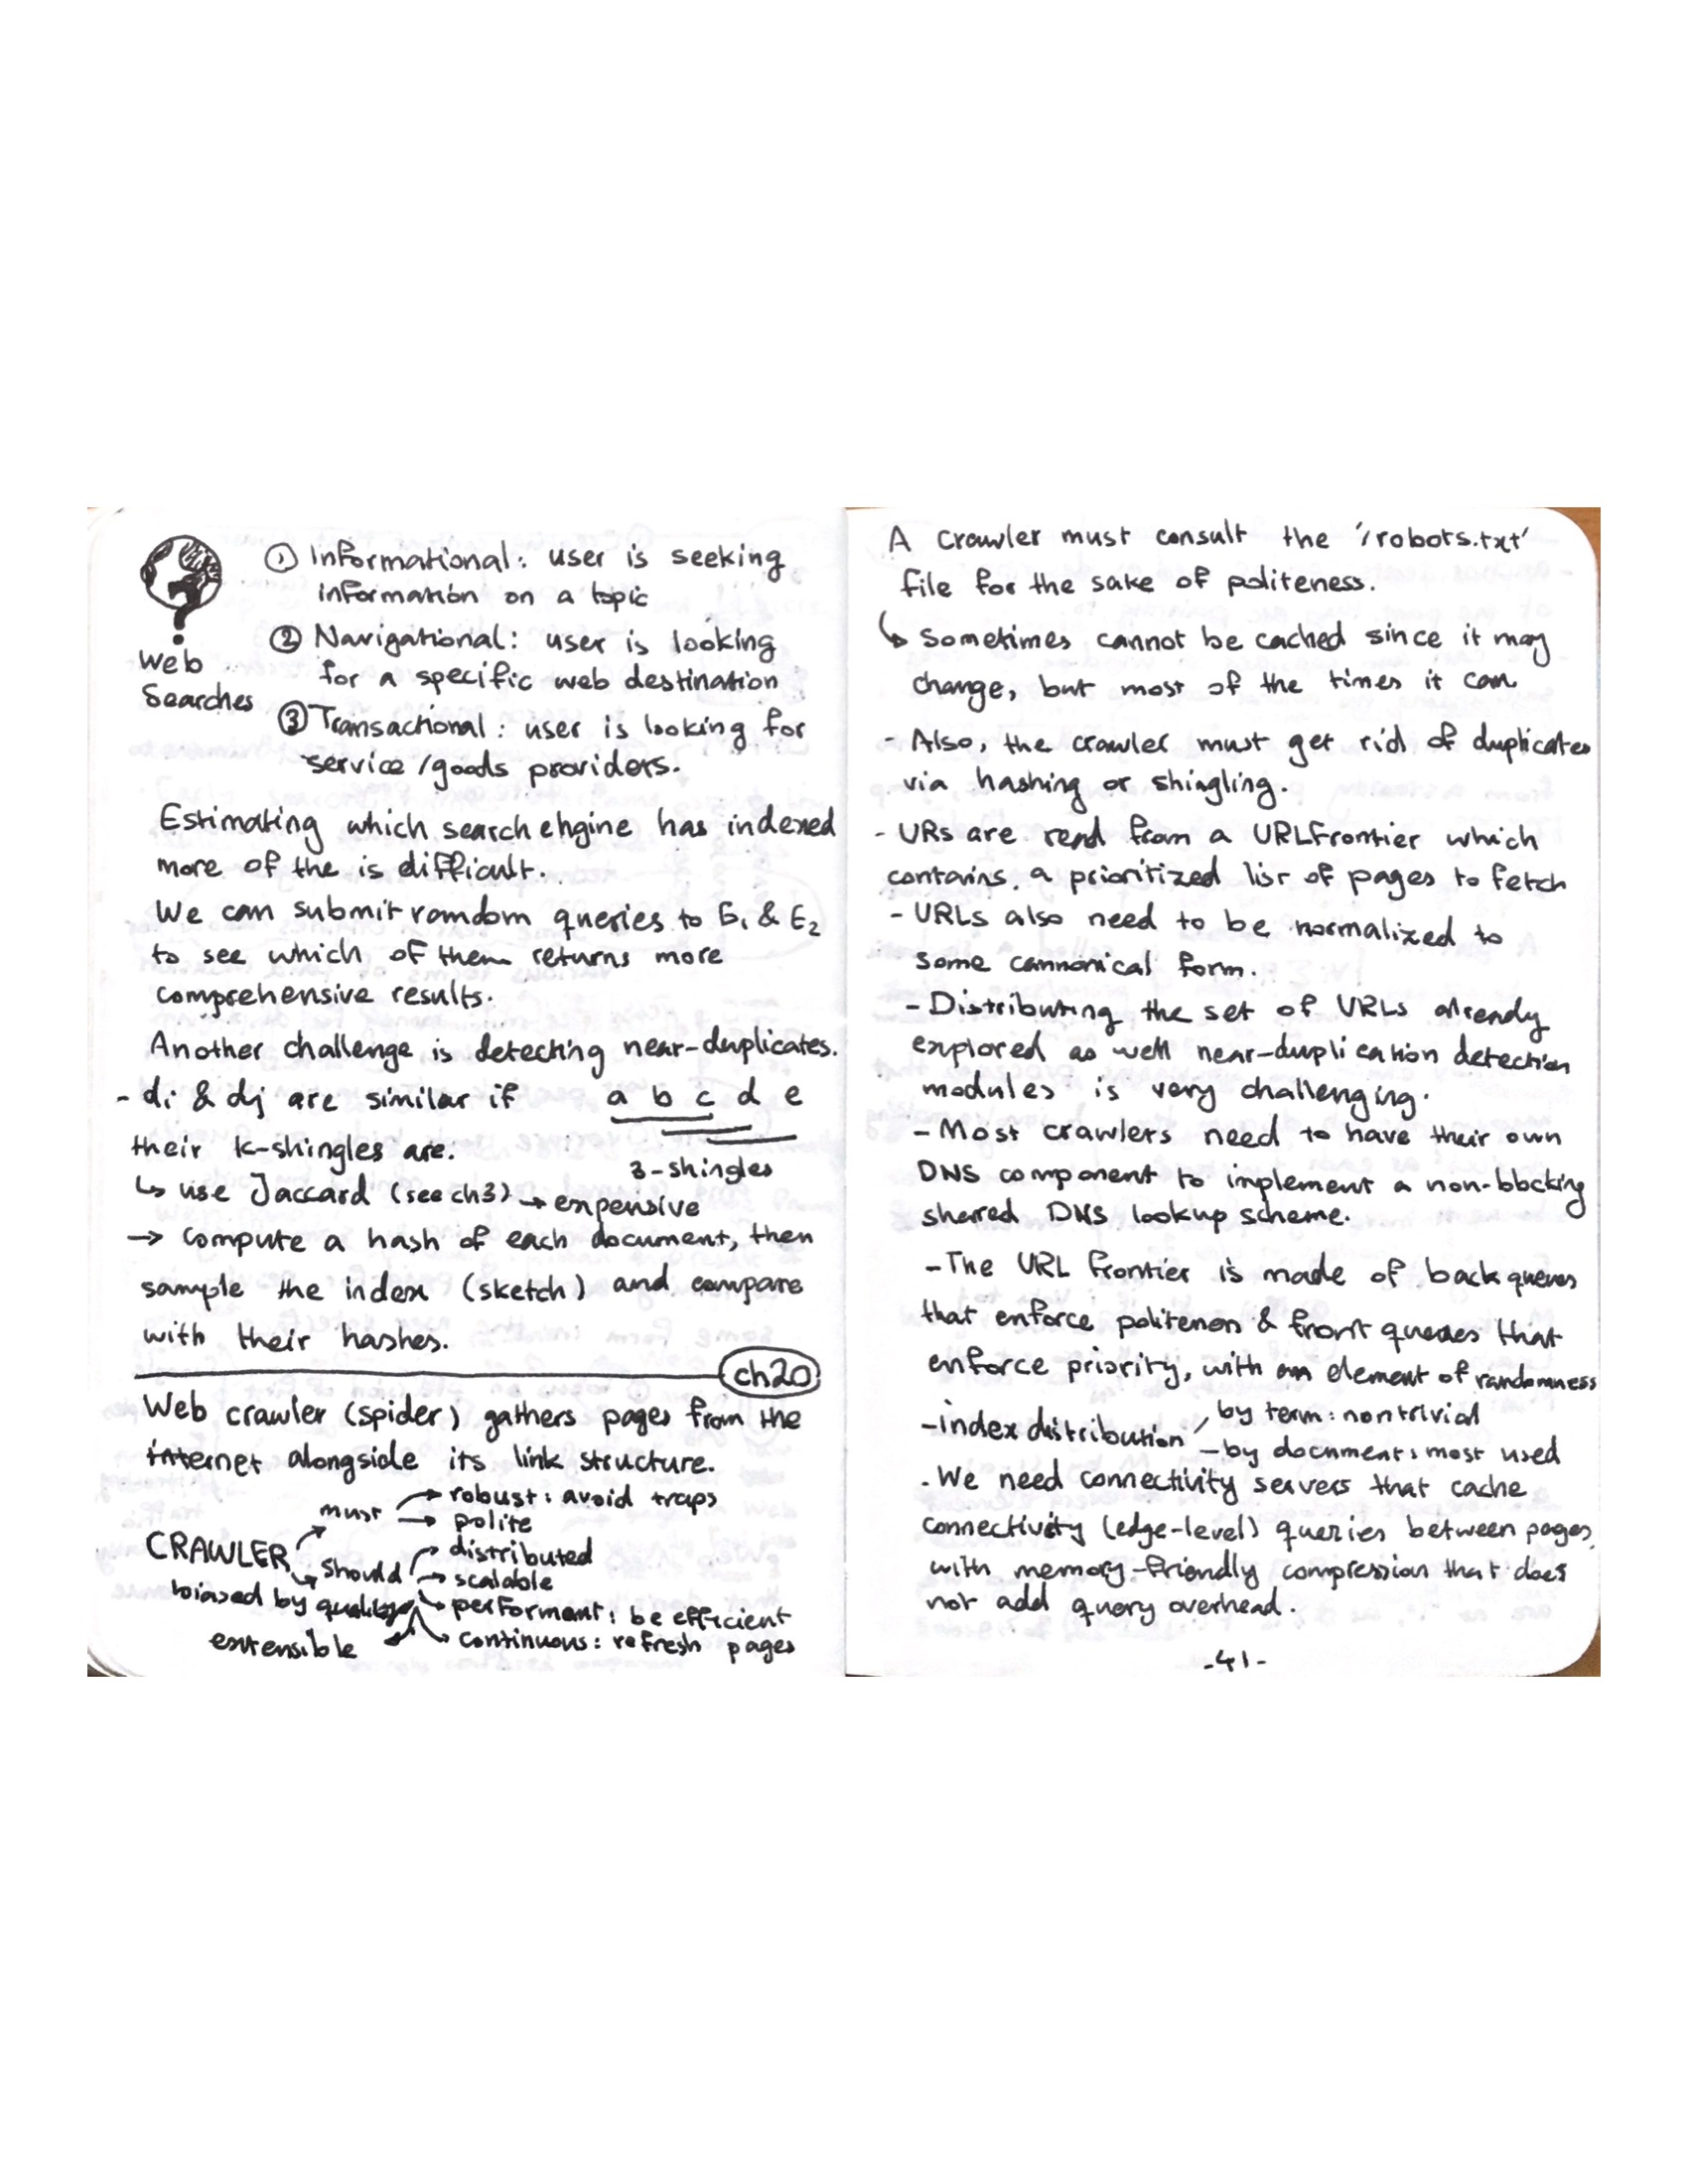 ① Informational: user is seeking
information on a topic
② Navigational: user is looking
for a specific web destination
③ Transactional: user is looking for
service/goods providers.
Web
Searches
Estimating which search engine has indexed
more of the is difficult.
We can submit random queries to E₁ & E₂
to see which of them returns more
comprehensive results.
Another challenge is detecting near-duplicates.
- di & dj are similar if
their k-shingles are.
a b c d e
3-shingles
↳ use Jaccard (see ch3) → expensive
→ compute a hash of each document, then
sample the index (sketch) and compare
with their hashes.
ch20
Web crawler (spider) gathers pages from the
internet alongside its link structure.
CRAWLER
must
robust: avoid traps
polite
should
distributed
scalable
performant: be efficient
continuous: refresh pages
biased by quality
extensible
A crawler must consult the '/robots.txt'
file for the sake of politeness.
↳ Sometimes cannot be cached since it may
change, but most of the times it can
- Also, the crawler must get rid of duplicates
via hashing or shingling.
- URs are read from a URLFrontier which
contains a prioritized list of pages to fetch
- URLs also need to be normalized to
some cannonical form.
- Distributing the set of URLs already
explored as well near-duplication detection
modules is very challenging.
- Most crawlers need to have their own
DNS component to implement a non-blocking
shared DNS lookup scheme.
- The URL Frontier is made of back queues
that enforce politeness & front queues that
enforce priority, with an element of randomness
- index distribution
by term: nontrivial
- by document: most used
- We need connectivity servers that cache
connectivity (edge-level) queries between pages,
with memory-friendly compression that does
not add query overhead.
-41-